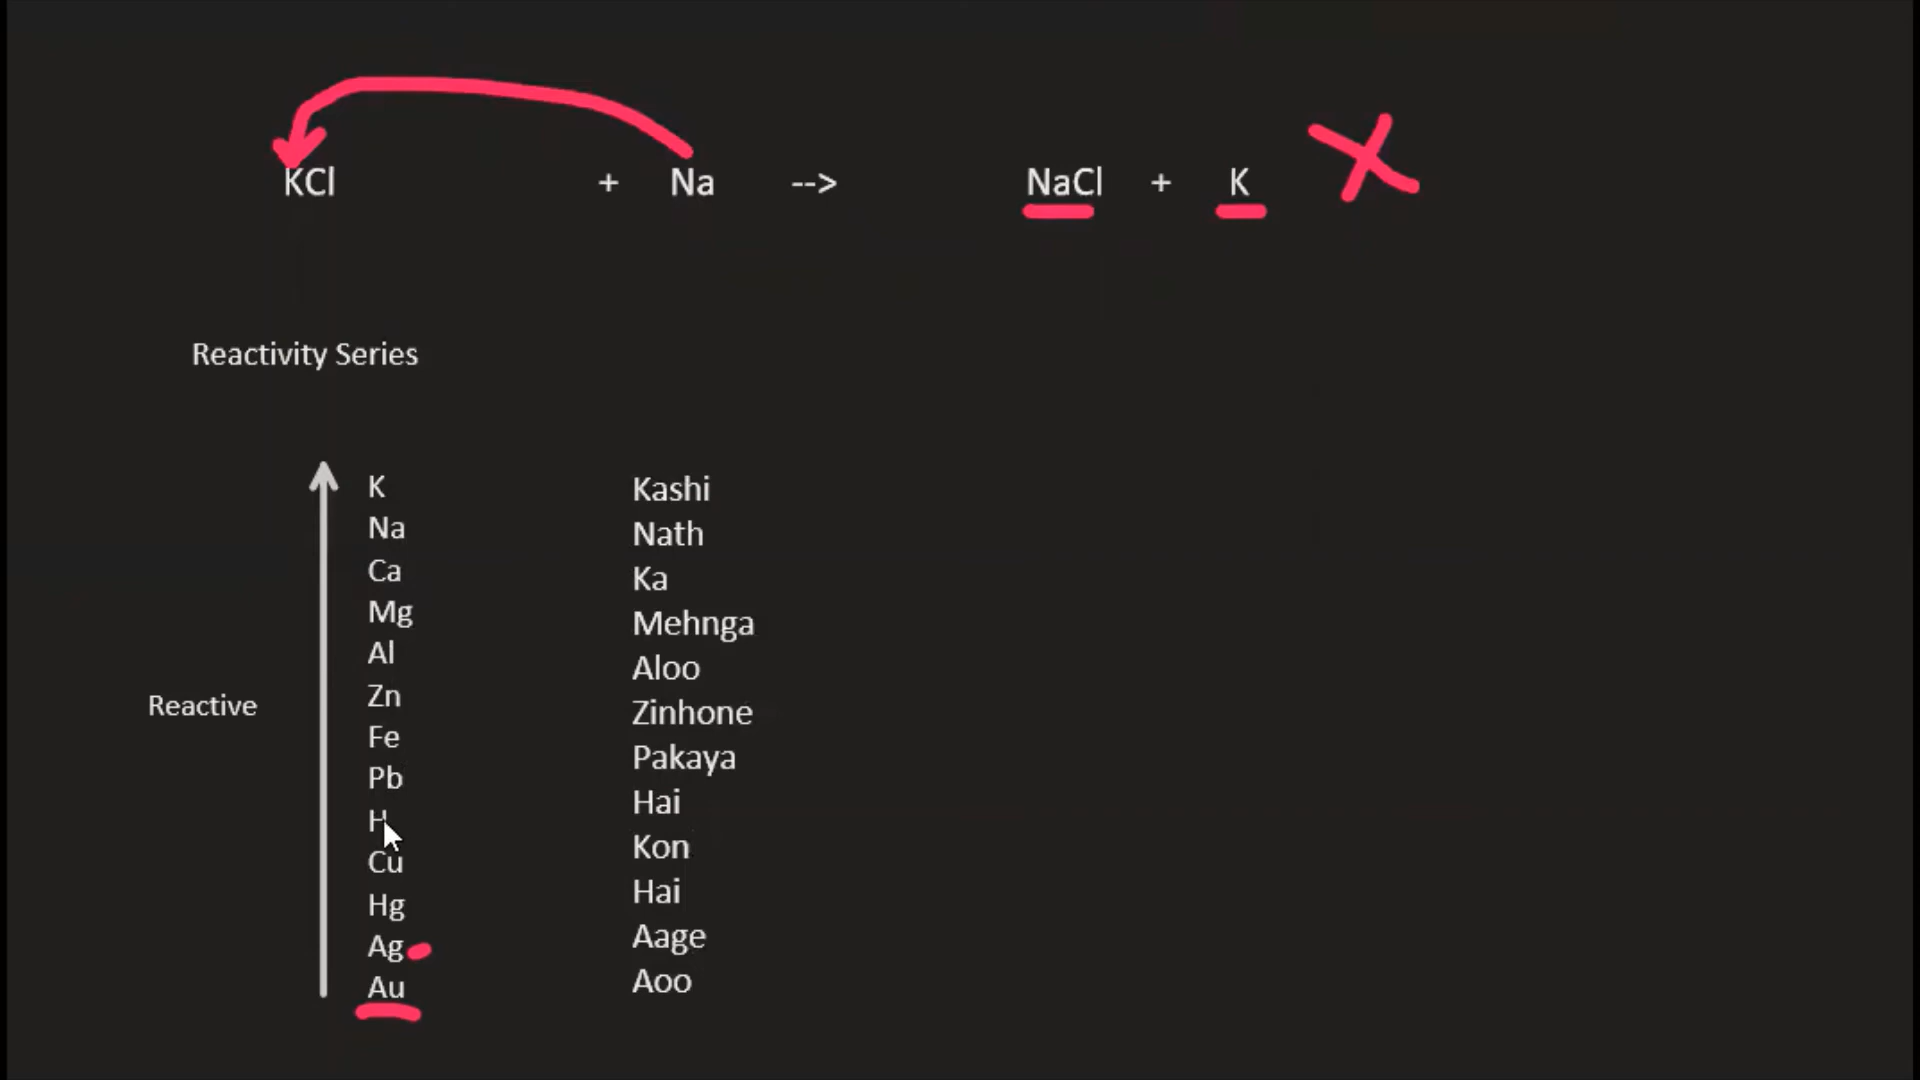 KCl + Na --> NaCl + K
Reactivity Series
K Kashi
Na Nath
Ca Ka
Mg Mehnga
Al Aloo
Zn Zinhone
Reactive
Fe Pakaya
Pb Hai
H Kon
Cu Hai
Hg Aage
Ag Aoo
Au